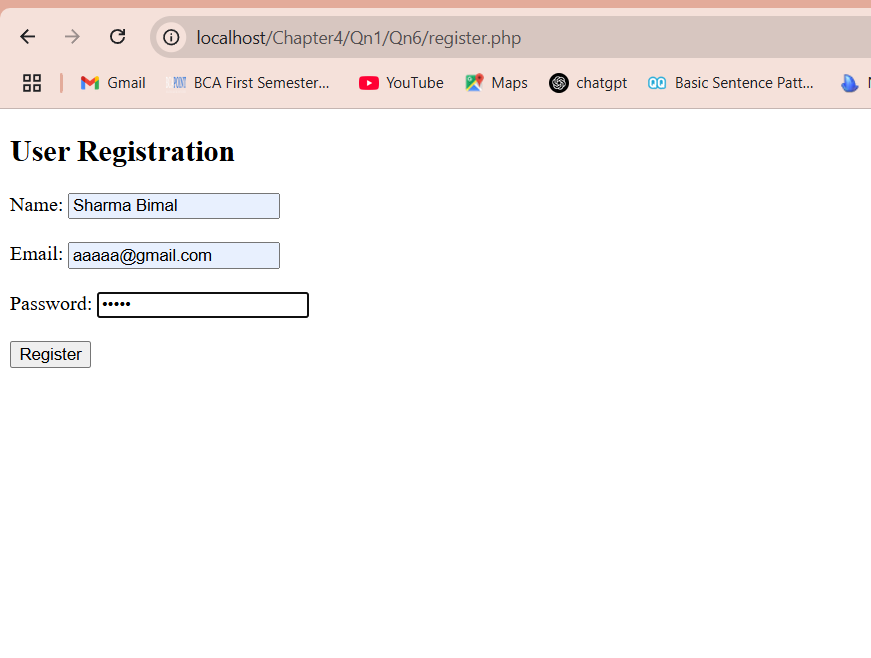 localhost/Chapter4/Qn1/Qn6/register.php
Gmail BCA First Semester... YouTube Maps chatgpt Basic Sentence Patt...
User Registration
Name: Sharma Bimal
Email: aaaaa@gmail.com
Password: •••••
Register